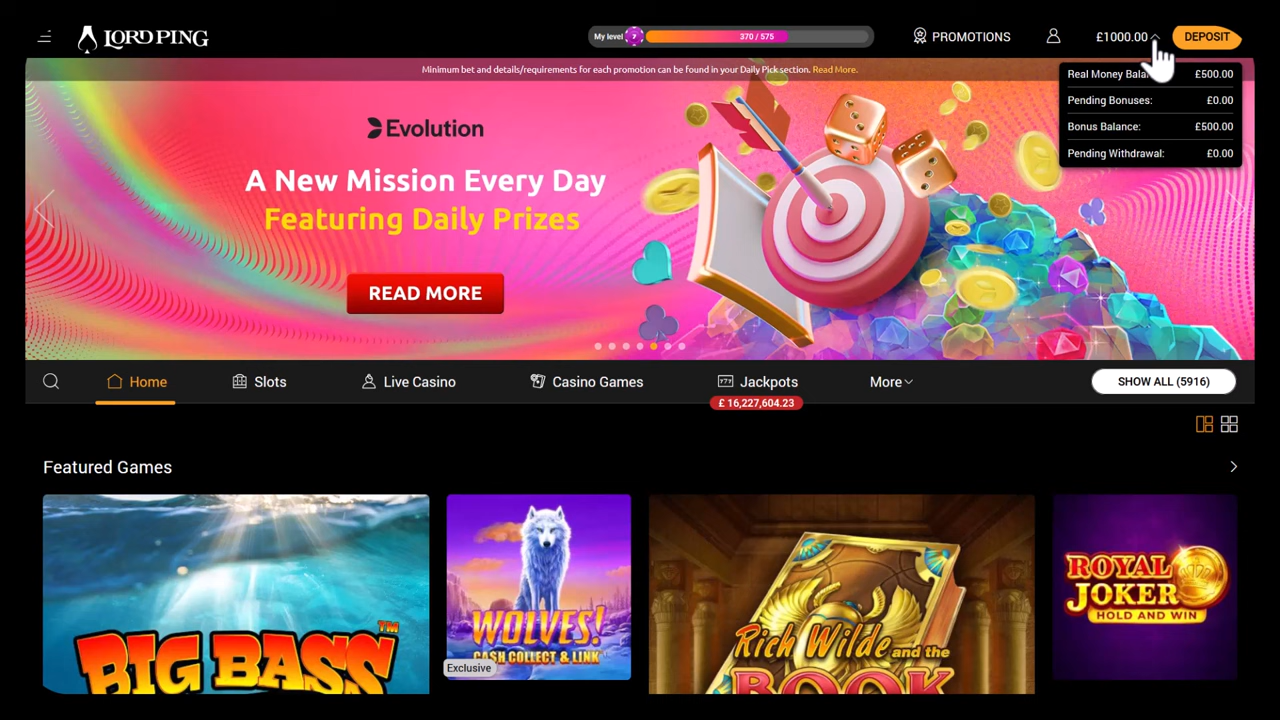 LORDPING
My level 7 370 / 575
PROMOTIONS
£1000.00
DEPOSIT
Minimum bet and details/requirements for each promotion can be found in your Daily Pick section. Read More.
Real Money £500.00
Pending Bonuses: £0.00
Bonus Balance: £500.00
Pending Withdrawal: £0.00
Evolution
A New Mission Every Day
Featuring Daily Prizes
READ MORE
Home
Slots
Live Casino
Casino Games
777 Jackpots
More
SHOW ALL (5916)
£ 16,227,604.23
Featured Games
BIG BASS™
WOLVES!
CASH COLLECT & LINK
Exclusive
Rich Wilde and the
BOOK
ROYAL
JOKER
HOLD AND WIN